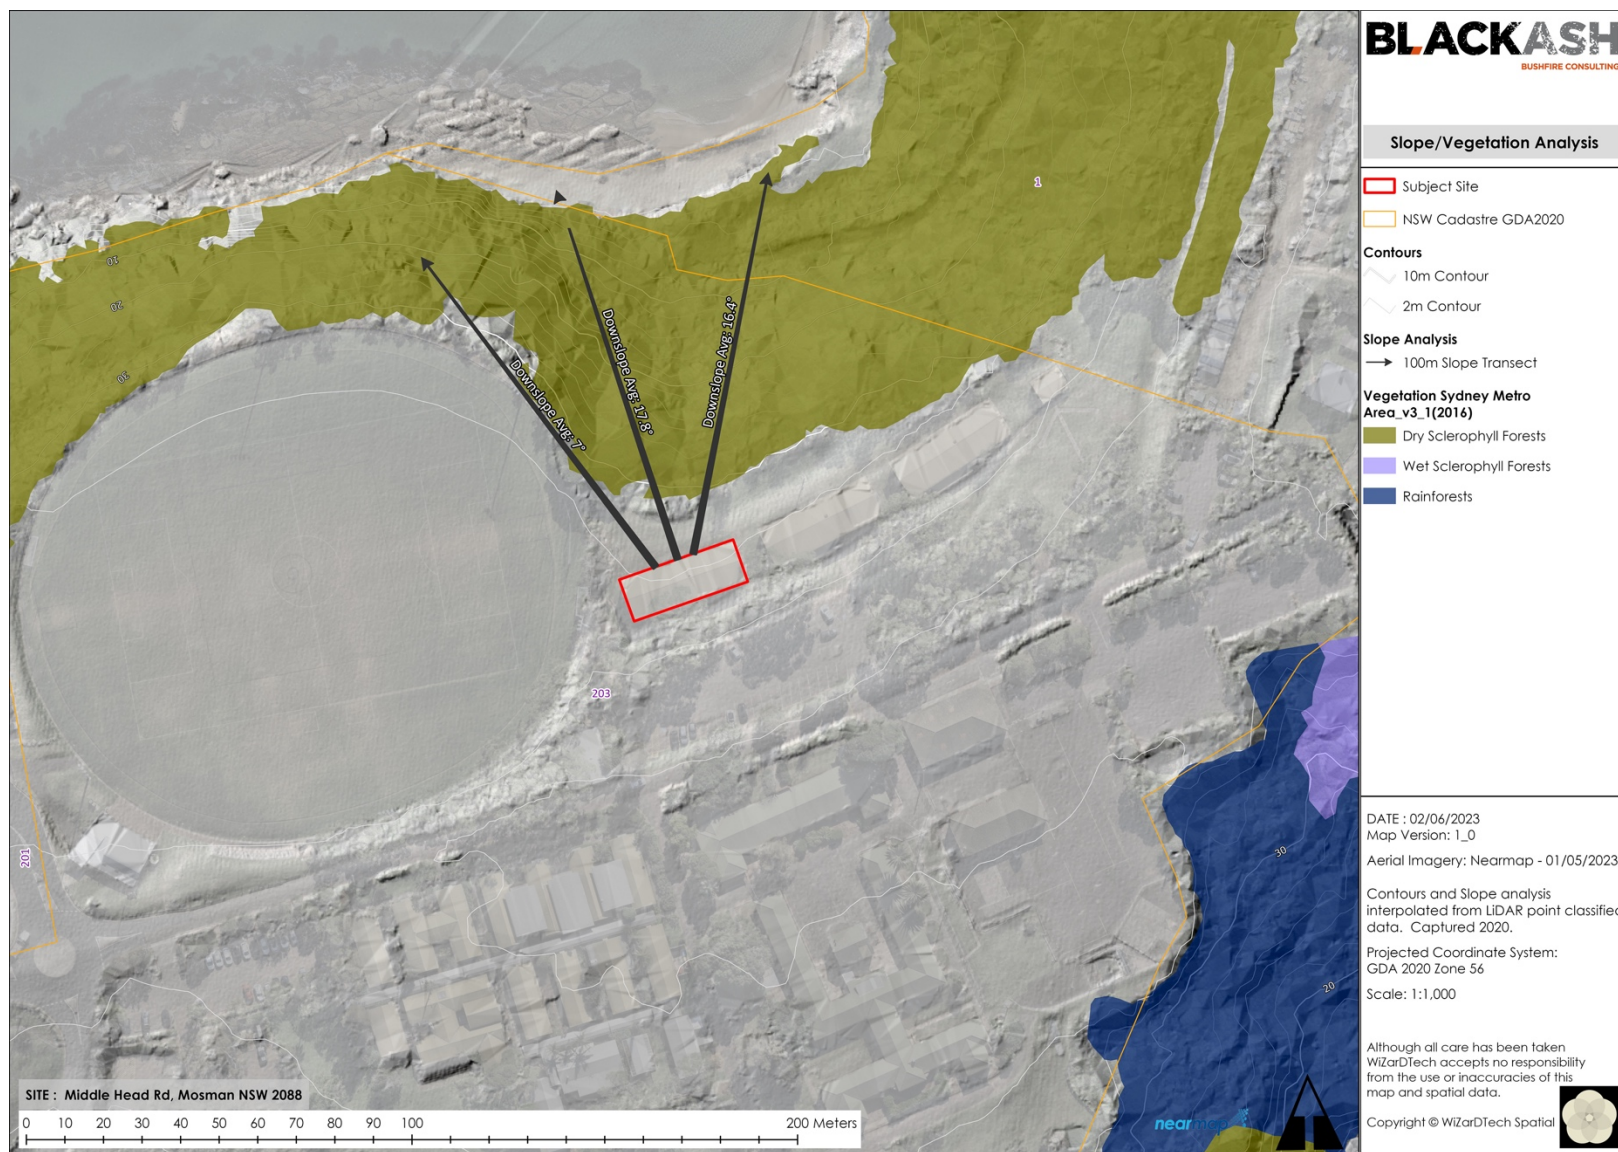 BLACKASH
BUSHFIRE CONSULTING
Slope/Vegetation Analysis
Subject Site
NSW Cadastre GDA2020
Contours
10m Contour
2m Contour
Slope Analysis
100m Slope Transect
Vegetation Sydney Metro
Area_v3_1(2016)
Dry Sclerophyll Forests
Wet Sclerophyll Forests
Rainforests
DATE : 02/06/2023
Map Version: 1_0
Aerial Imagery: Nearmap - 01/05/2023
Contours and Slope analysis
interpolated from LiDAR point classified
data. Captured 2020.
Projected Coordinate System:
GDA 2020 Zone 56
Scale: 1:1,000
Although all care has been taken
WiZarDTech accepts no responsibility
from the use or inaccuracies of this
map and spatial data.
Copyright © WiZarDTech Spatial
1
10
20
30
Downslope Avg: 7°
Downslope Avg: 17.8°
Downslope Avg: 16.4°
203
201
30
20
SITE : Middle Head Rd, Mosman NSW 2088
0 10 20 30 40 50 60 70 80 90 100 200 Meters
nearmap